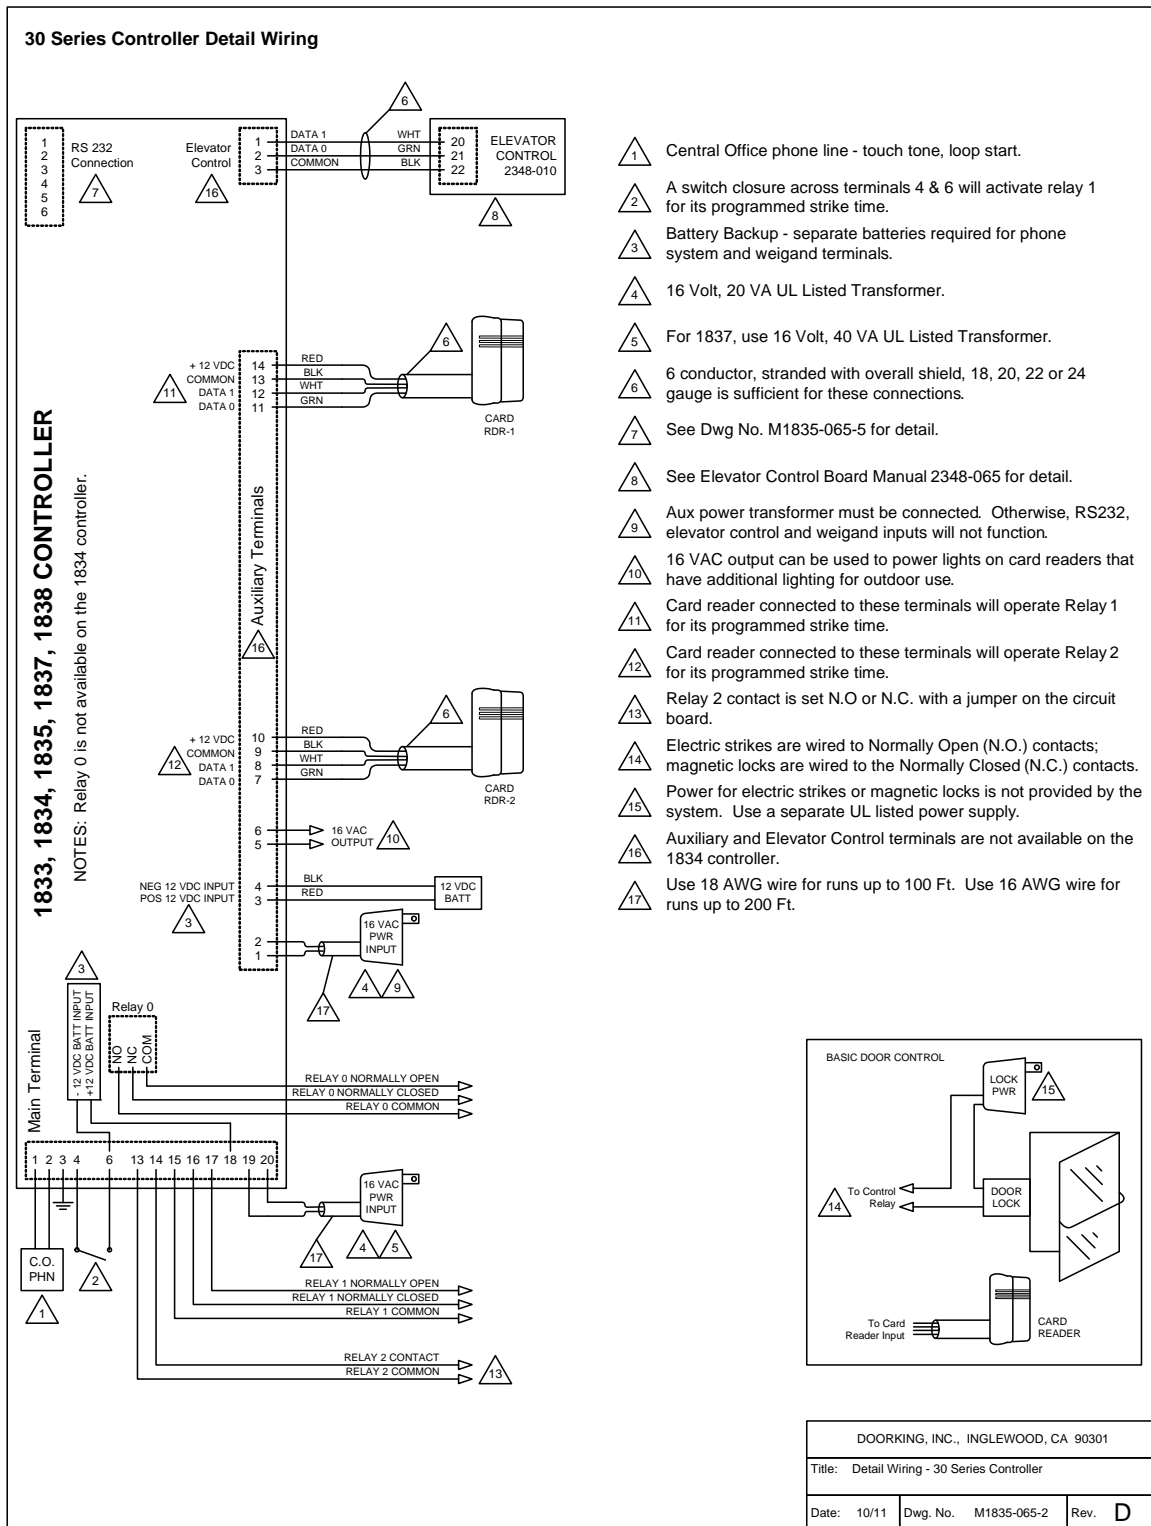 30 Series Controller Detail Wiring
1
2
3
4
5
6
RS 232
Connection
7
Elevator
Control
16
1
2
3
DATA 1
DATA 0
COMMON
6
WHT
GRN
BLK
20
21
22
ELEVATOR
CONTROL
2348-010
8
1833, 1834, 1835, 1837, 1838 CONTROLLER
NOTES: Relay 0 is not available on the 1834 controller.
Auxiliary Terminals
16
+ 12 VDC
COMMON
DATA 1
DATA 0
11
14
13
12
11
RED
BLK
WHT
GRN
6
CARD
RDR-1
+ 12 VDC
COMMON
DATA 1
DATA 0
12
10
9
8
7
RED
BLK
WHT
GRN
6
CARD
RDR-2
6
5
16 VAC
OUTPUT
10
NEG 12 VDC INPUT
POS 12 VDC INPUT
3
4
3
BLK
RED
12 VDC
BATT
2
1
16 VAC
PWR
INPUT
17
4
9
3
- 12 VDC BATT INPUT
+12 VDC BATT INPUT
Relay 0
NO
NC
COM
Main Terminal
RELAY 0 NORMALLY OPEN
RELAY 0 NORMALLY CLOSED
RELAY 0 COMMON
1 2 3 4 6 13 14 15 16 17 18 19 20
16 VAC
PWR
INPUT
17
4
5
C.O.
PHN
1
2
RELAY 1 NORMALLY OPEN
RELAY 1 NORMALLY CLOSED
RELAY 1 COMMON
RELAY 2 CONTACT
RELAY 2 COMMON
13
1 Central Office phone line - touch tone, loop start.
2 A switch closure across terminals 4 & 6 will activate relay 1
for its programmed strike time.
3 Battery Backup - separate batteries required for phone
system and weigand terminals.
4 16 Volt, 20 VA UL Listed Transformer.
5 For 1837, use 16 Volt, 40 VA UL Listed Transformer.
6 6 conductor, stranded with overall shield, 18, 20, 22 or 24
gauge is sufficient for these connections.
7 See Dwg No. M1835-065-5 for detail.
8 See Elevator Control Board Manual 2348-065 for detail.
9 Aux power transformer must be connected. Otherwise, RS232,
elevator control and weigand inputs will not function.
10 16 VAC output can be used to power lights on card readers that
have additional lighting for outdoor use.
11 Card reader connected to these terminals will operate Relay 1
for its programmed strike time.
12 Card reader connected to these terminals will operate Relay 2
for its programmed strike time.
13 Relay 2 contact is set N.O or N.C. with a jumper on the circuit
board.
14 Electric strikes are wired to Normally Open (N.O.) contacts;
magnetic locks are wired to the Normally Closed (N.C.) contacts.
15 Power for electric strikes or magnetic locks is not provided by the
system. Use a separate UL listed power supply.
16 Auxiliary and Elevator Control terminals are not available on the
1834 controller.
17 Use 18 AWG wire for runs up to 100 Ft. Use 16 AWG wire for
runs up to 200 Ft.
BASIC DOOR CONTROL
LOCK
PWR
15
14
To Control
Relay
DOOR
LOCK
To Card
Reader Input
CARD
READER
DOORKING, INC., INGLEWOOD, CA 90301
Title: Detail Wiring - 30 Series Controller
Date: 10/11 Dwg. No. M1835-065-2 Rev. D